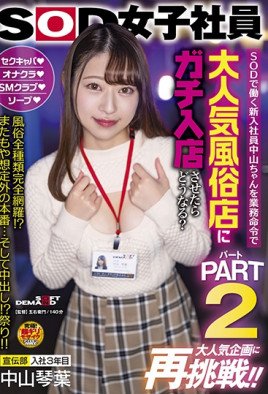 SOD女子社員
セクキャバ♥
オナクラ♥
SMクラブ♥
ソープ♥
SODで働く新入社員中山ちゃんを業務命令で
大人気風俗店に
ガチ入店
させたらどうなる?
風俗全種類完全網羅!?
またもや想定外の本番…そして中出し!?祭り!!
パート
PART
2
大人気企画に
再挑戦!!
宣伝部
入社3年目
中山琴葉